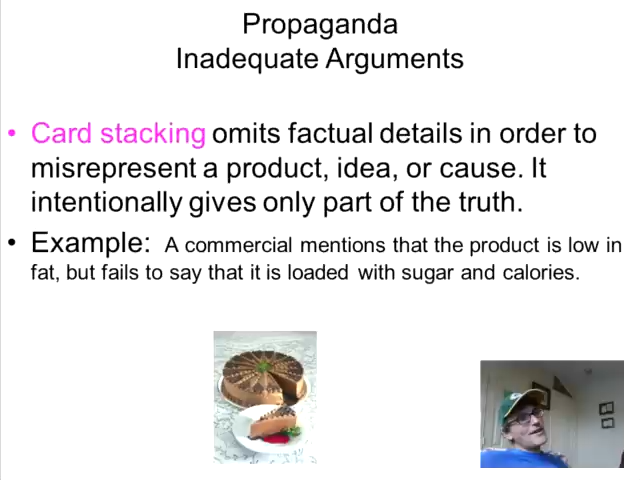 Propaganda
Inadequate Arguments
• Card stacking omits factual details in order to
misrepresent a product, idea, or cause. It
intentionally gives only part of the truth.
• Example: A commercial mentions that the product is low in
fat, but fails to say that it is loaded with sugar and calories.